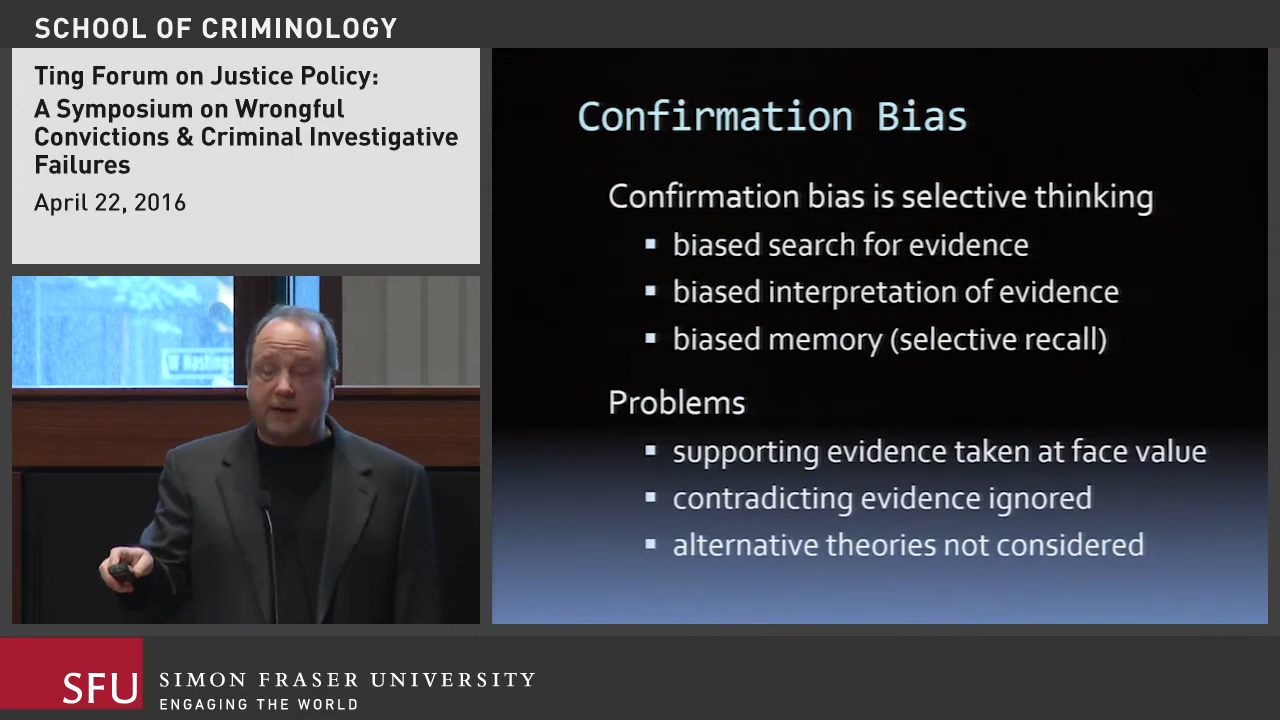 SCHOOL OF CRIMINOLOGY
Ting Forum on Justice Policy:
A Symposium on Wrongful
Convictions & Criminal Investigative
Failures
April 22, 2016
W Hastings
Confirmation Bias
Confirmation bias is selective thinking
▪ biased search for evidence
▪ biased interpretation of evidence
▪ biased memory (selective recall)
Problems
▪ supporting evidence taken at face value
▪ contradicting evidence ignored
▪ alternative theories not considered
SFU
SIMON FRASER UNIVERSITY
ENGAGING THE WORLD